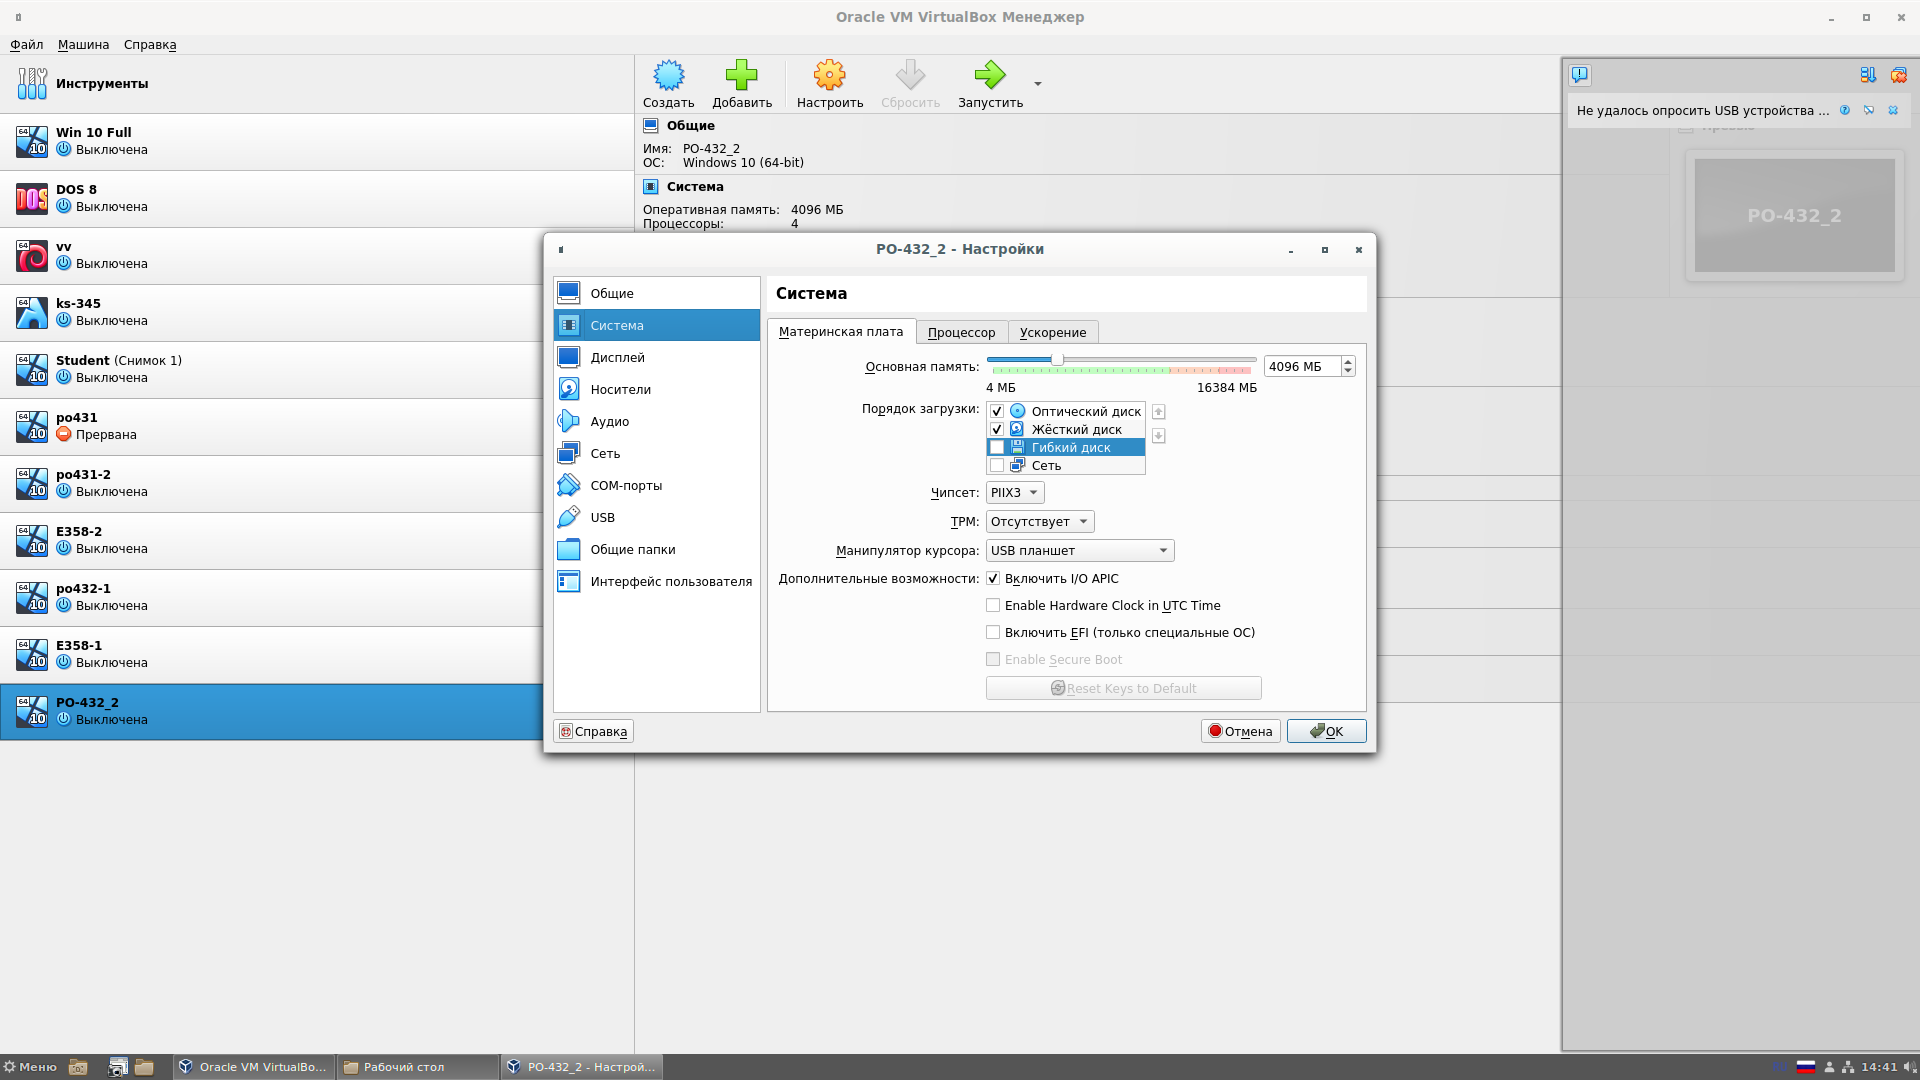 Oracle VM VirtualBox Менеджер
Файл Машина Справка
Инструменты
Создать Добавить Настроить Сбросить Запустить
Не удалось опросить USB устройства ...
Win 10 Full
Выключена
DOS 8
Выключена
vv
Выключена
ks-345
Выключена
Student (Снимок 1)
Выключена
po431
Прервана
po431-2
Выключена
E358-2
Выключена
po432-1
Выключена
E358-1
Выключена
PO-432_2
Выключена
Общие
Имя: PO-432_2
ОС: Windows 10 (64-bit)
Система
Оперативная память: 4096 МБ
Процессоры: 4
Превью
PO-432_2
PO-432_2 - Настройки
Общие
Система
Дисплей
Носители
Аудио
Сеть
COM-порты
USB
Общие папки
Интерфейс пользователя
Система
Материнская плата Процессор Ускорение
Основная память: 4096 МБ
4 МБ 16384 МБ
Порядок загрузки: Оптический диск
Жёсткий диск
Гибкий диск
Сеть
Чипсет: PIIX3
TPM: Отсутствует
Манипулятор курсора: USB планшет
Дополнительные возможности: Включить I/O APIC
Enable Hardware Clock in UTC Time
Включить EFI (только специальные ОС)
Enable Secure Boot
Reset Keys to Default
Справка Отмена OK
Меню Oracle VM VirtualBo... Рабочий стол PO-432_2 - Настрой... 14:41